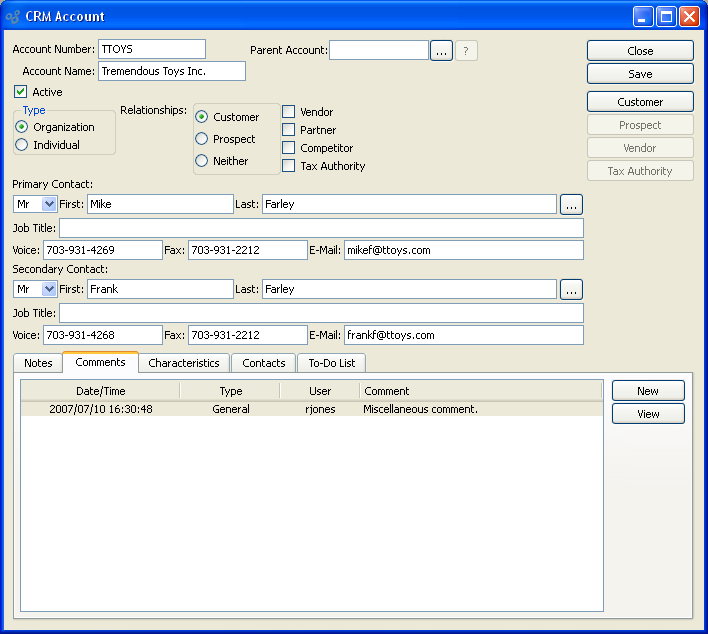 CRM Account
Account Number: TTOYS Parent Account: ... ? Close
Account Name: Tremendous Toys Inc. Save
Active
Type Relationships: Customer Vendor Customer
Organization Prospect Partner Prospect
Individual Neither Competitor Vendor
Tax Authority Tax Authority
Primary Contact:
Mr First: Mike Last: Farley ...
Job Title:
Voice: 703-931-4269 Fax: 703-931-2212 E-Mail: mikef@ttoys.com
Secondary Contact:
Mr First: Frank Last: Farley ...
Job Title:
Voice: 703-931-4268 Fax: 703-931-2212 E-Mail: frankf@ttoys.com
Notes Comments Characteristics Contacts To-Do List
Date/Time Type User Comment New
2007/07/10 16:30:48 General rjones Miscellaneous comment. View